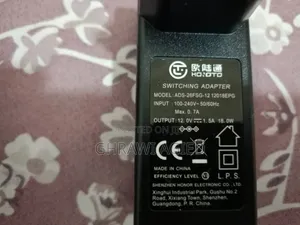 欧陆通
HONOTO
SWITCHING ADAPTER
MODEL: ADS-26FSG-12 12018EPG
INPUT: 100-240V~50/60Hz
Max. 0.7A
OUTPUT: 12.0V⎓1.5A 18.0W
CE
MADE IN CHINA
EFFICIENCY LEVEL
L.P.S.
SHENZHEN HONOR ELECTRONIC CO., LTD
Xinghui Industrial Park, Gushu No 2
Road, Xixiang Town, Shenzhen,
Guangdong, P. R. China.